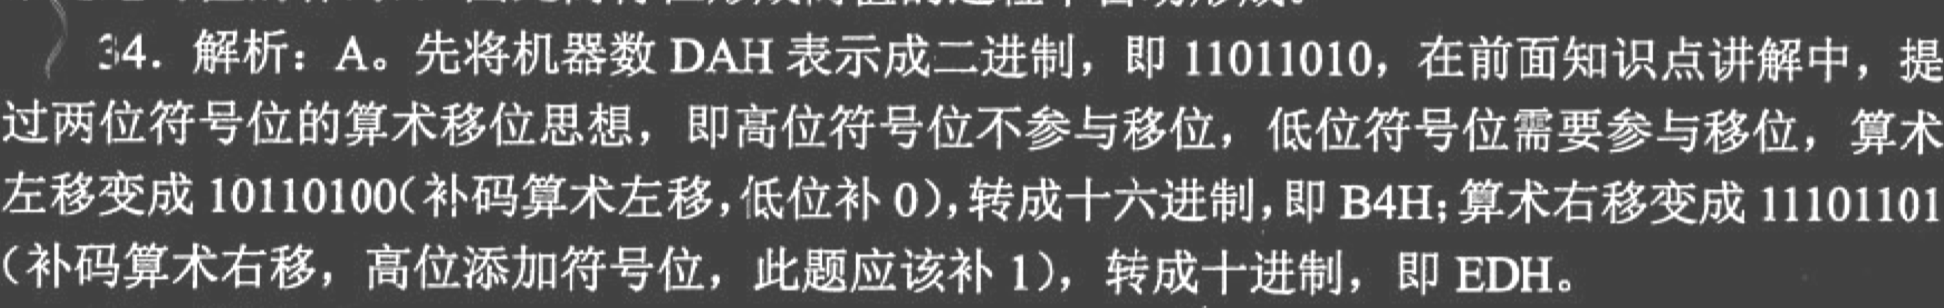 34. 解析：A。先将机器数 DAH 表示成二进制，即 11011010，在前面知识点讲解中，提
过两位符号位的算术移位思想，即高位符号位不参与移位，低位符号位需要参与移位，算术
左移变成 10110100(补码算术左移，低位补 0)，转成十六进制，即 B4H；算术右移变成 11101101
（补码算术右移，高位添加符号位，此题应该补 1），转成十进制，即 EDH。